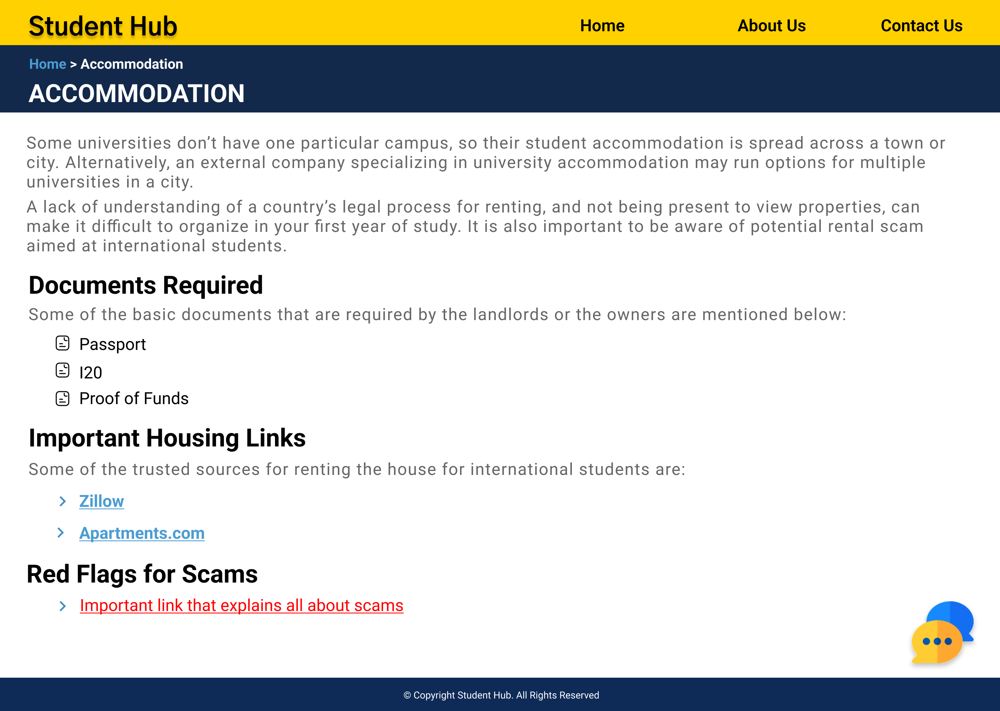 Student Hub
Home
About Us
Contact Us
Home > Accommodation
ACCOMMODATION
Some universities don’t have one particular campus, so their student accommodation is spread across a town or
city. Alternatively, an external company specializing in university accommodation may run options for multiple
universities in a city.
A lack of understanding of a country’s legal process for renting, and not being present to view properties, can
make it difficult to organize in your first year of study. It is also important to be aware of potential rental scam
aimed at international students.
Documents Required
Some of the basic documents that are required by the landlords or the owners are mentioned below:
Passport
I20
Proof of Funds
Important Housing Links
Some of the trusted sources for renting the house for international students are:
Zillow
Apartments.com
Red Flags for Scams
Important link that explains all about scams
© Copyright Student Hub. All Rights Reserved